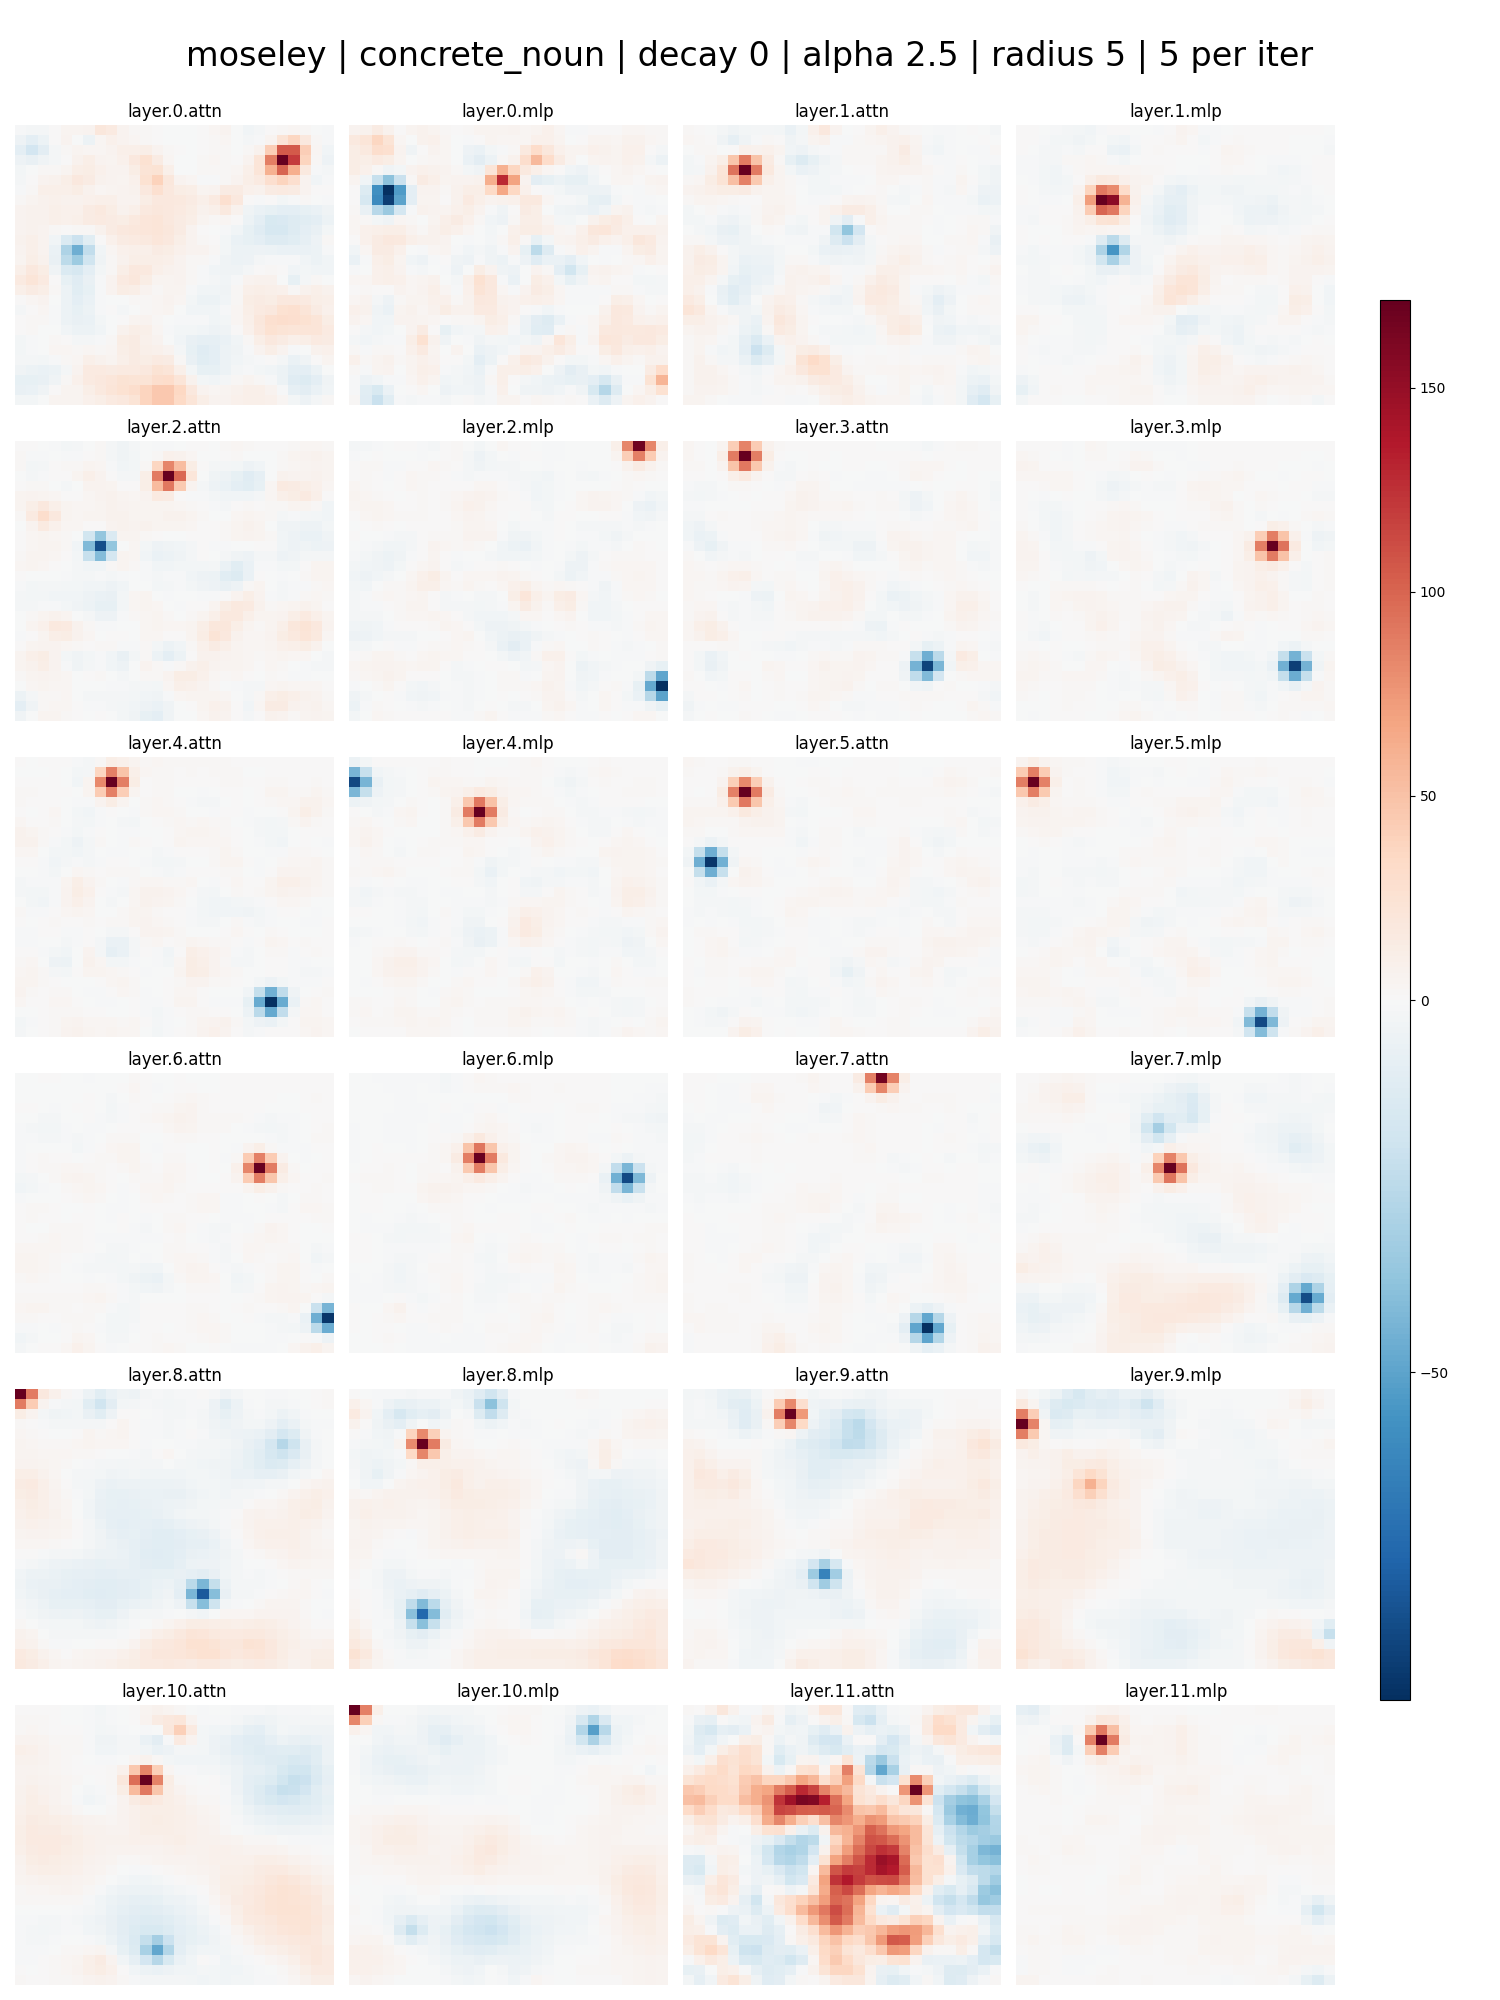 moseley | concrete_noun | decay 0 | alpha 2.5 | radius 5 | 5 per iter
layer.0.attn
layer.0.mlp
layer.1.attn
layer.1.mlp
layer.2.attn
layer.2.mlp
layer.3.attn
layer.3.mlp
layer.4.attn
layer.4.mlp
layer.5.attn
layer.5.mlp
layer.6.attn
layer.6.mlp
layer.7.attn
layer.7.mlp
layer.8.attn
layer.8.mlp
layer.9.attn
layer.9.mlp
layer.10.attn
layer.10.mlp
layer.11.attn
layer.11.mlp
150
100
50
0
−50